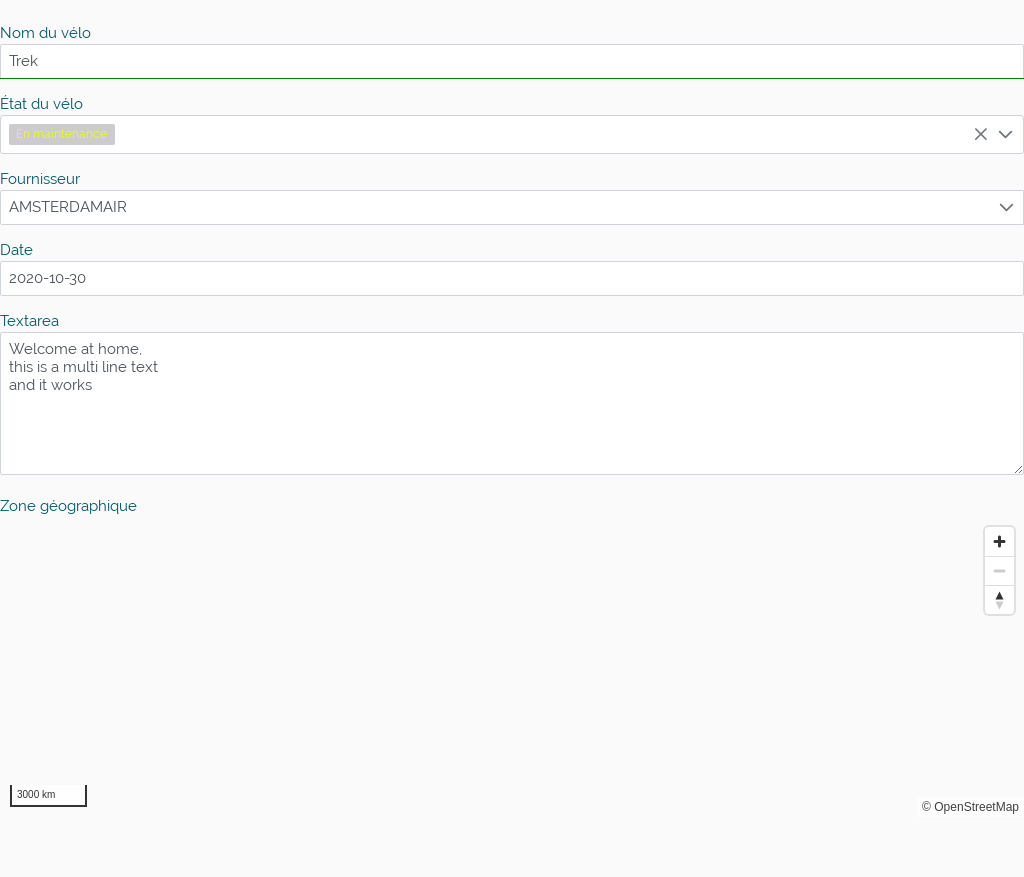 Nom du vélo
Trek
État du vélo
En maintenance
Fournisseur
AMSTERDAMAIR
Date
2020-10-30
Textarea
Welcome at home,
this is a multi line text
and it works
Zone géographique
3000 km
© OpenStreetMap